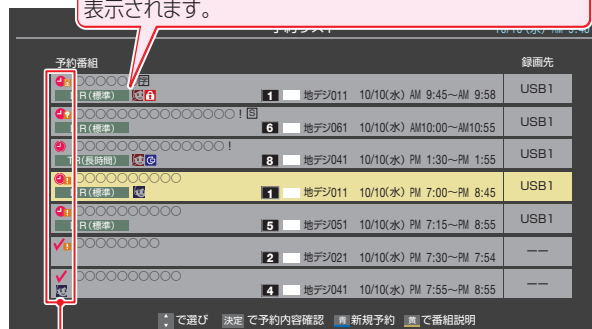 表示されます。
予約リスト 10/10(水) AM 9:40
予約番組 録画先
○○○○○ 字
DR(標準) 1 地デジ011 10/10(水) AM 9:45~AM 9:58 USB1
○○○○○○○○○○○○○○○! S
DR(標準) 6 地デジ061 10/10(水) AM10:00~AM10:55 USB1
○○○○○○○○○○○○○○!
TR(長時間) 8 地デジ041 10/10(水) PM 1:30~PM 1:55 USB1
○○○○○○○○○○
DR(標準) 1 地デジ011 10/10(水) PM 7:00~PM 8:45 USB1
○○○○○○○○○○
DR(標準) 5 地デジ051 10/10(水) PM 7:15~PM 8:55 USB1
○○○○○○○○
2 地デジ021 10/10(水) PM 7:30~PM 7:54 ーー
○○○○○○○○○○
4 地デジ041 10/10(水) PM 7:55~PM 8:55 ーー
で選び 決定 で予約内容確認 青 新規予約 黄 で番組説明